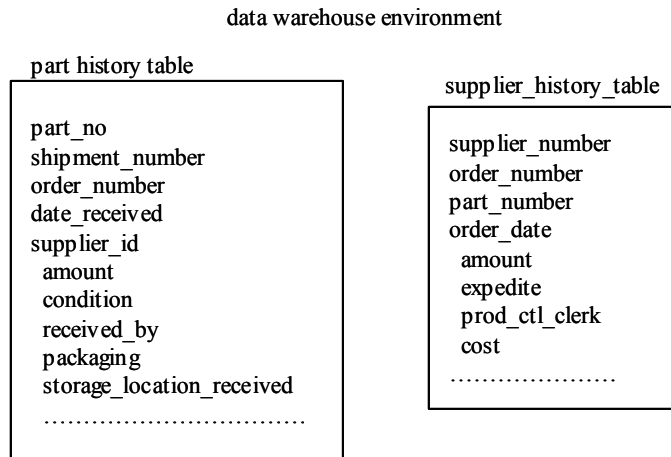 data warehouse environment
part history table
part_no
shipment_number
order_number
date_received
supplier_id
amount
condition
received_by
packaging
storage_location_received
.................................
supplier_history_table
supplier_number
order_number
part_number
order_date
amount
expedite
prod_ctl_clerk
cost
.....................